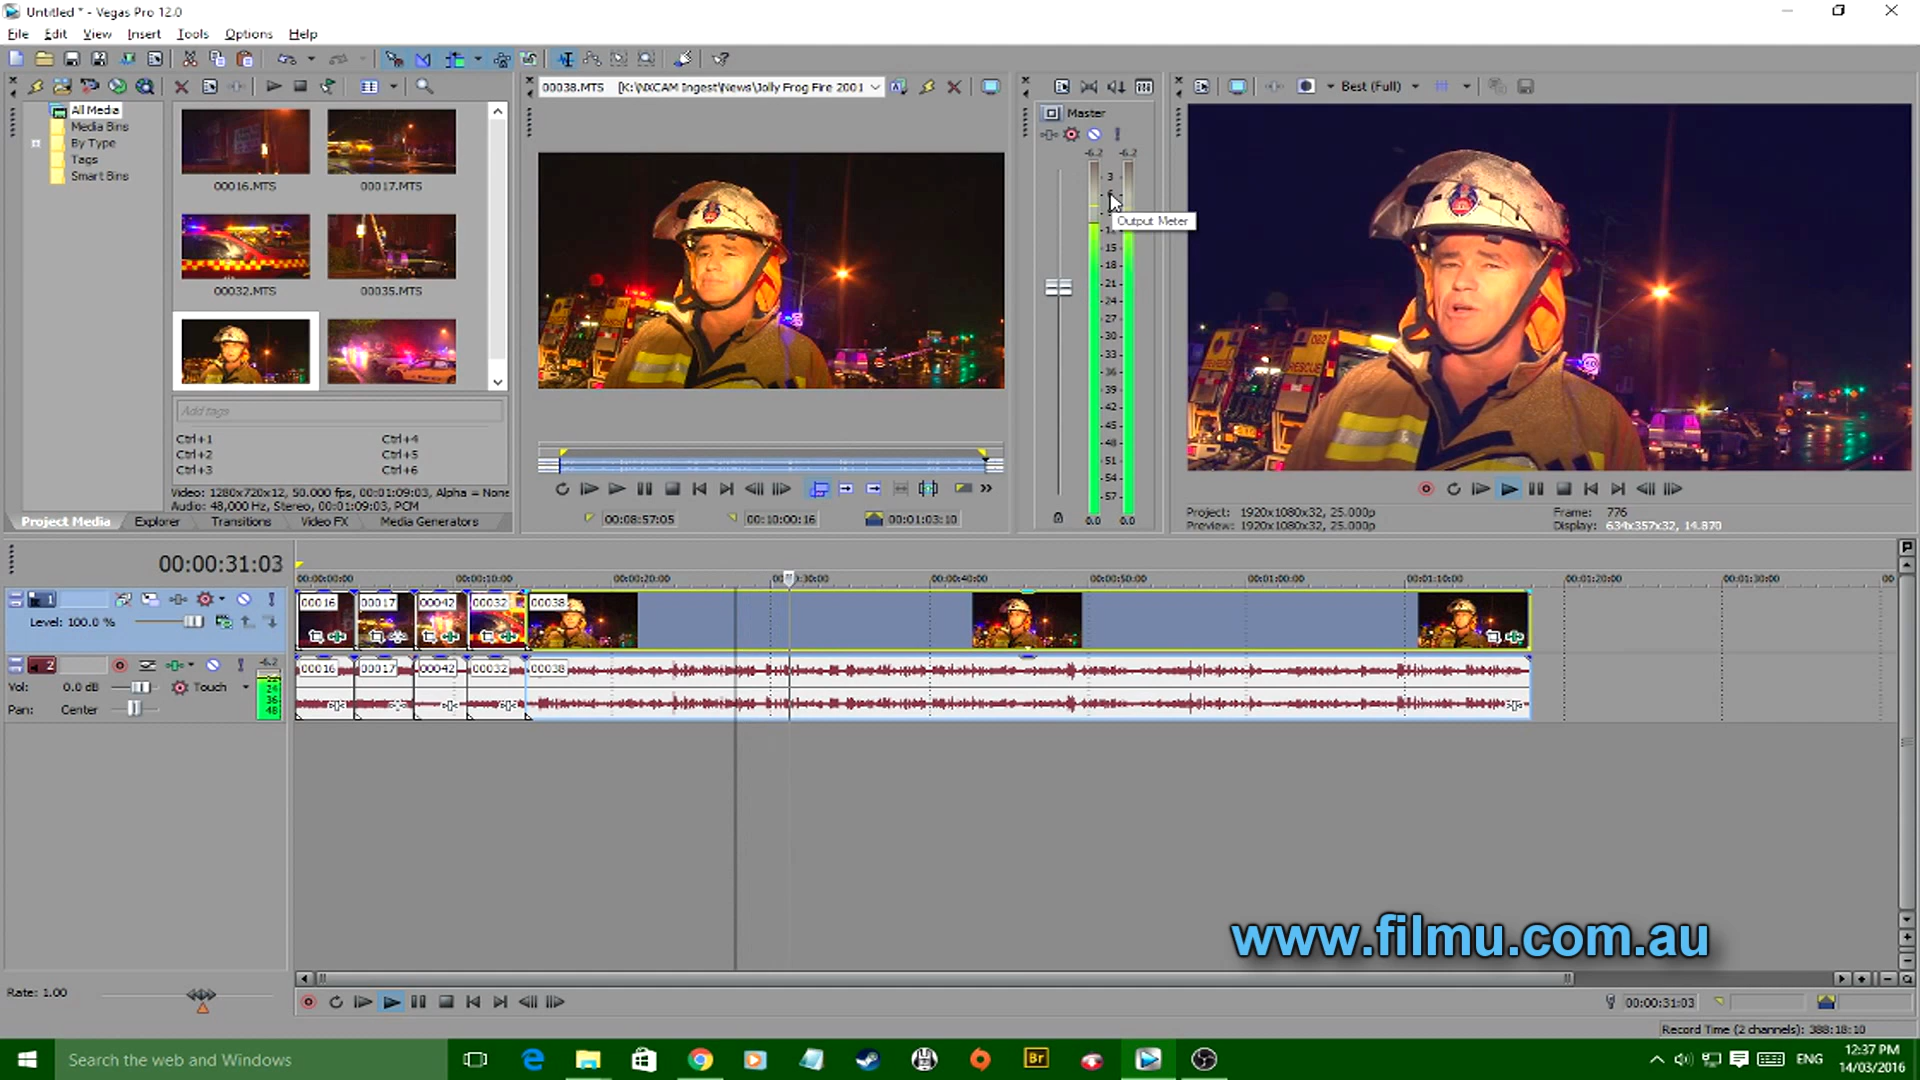 Untitled * - Vegas Pro 12.0
File Edit View Insert Tools Options Help
All Media
Media Bins
By Type
Tags
Smart Bins
00016.MTS 00017.MTS
00032.MTS 00035.MTS
Add tags
Ctrl+1 Ctrl+4
Ctrl+2 Ctrl+5
Ctrl+3 Ctrl+6
Video: 1280x720x12, 50.000 fps, 00:01:09:03, Alpha = None
Audio: 48,000 Hz, Stereo, 00:01:09:03, PCM
Project Media Explorer Transitions Video FX Media Generators
00038.MTS [K:\NXCAM Ingest\News\Jolly Frog Fire 2001
00:08:57:05 00:10:00:16 00:01:03:10
Master
-6.2 -6.2
3
6
Output Meter
15
18
21
24
27
30
33
36
39
42
45
48
51
54
57
0.0 0.0
Best (Full)
RESCUE
Project: 1920x1080x32, 25.000p Frame: 776
Preview: 1920x1080x32, 25.000p Display: 634x357x32, 14.870
00:00:31:03
00:00:00:00 00:00:10:00 00:00:20:00 00:00:30:00 00:00:40:00 00:00:50:00 00:01:00:00 00:01:10:00 00:01:20:00 00:01:30:00 00
1
Level: 100.0 %
00016 00017 00042 00032 00038
2
-6.2
Vol: 0.0 dB Touch
Pan: Center
12
24
36
48
00016 00017 00042 00032 00038
www.filmu.com.au
Rate: 1.00
00:00:31:03
Record Time (2 channels): 388:18:10
Search the web and Windows
Br
ENG
12:37 PM
14/03/2016